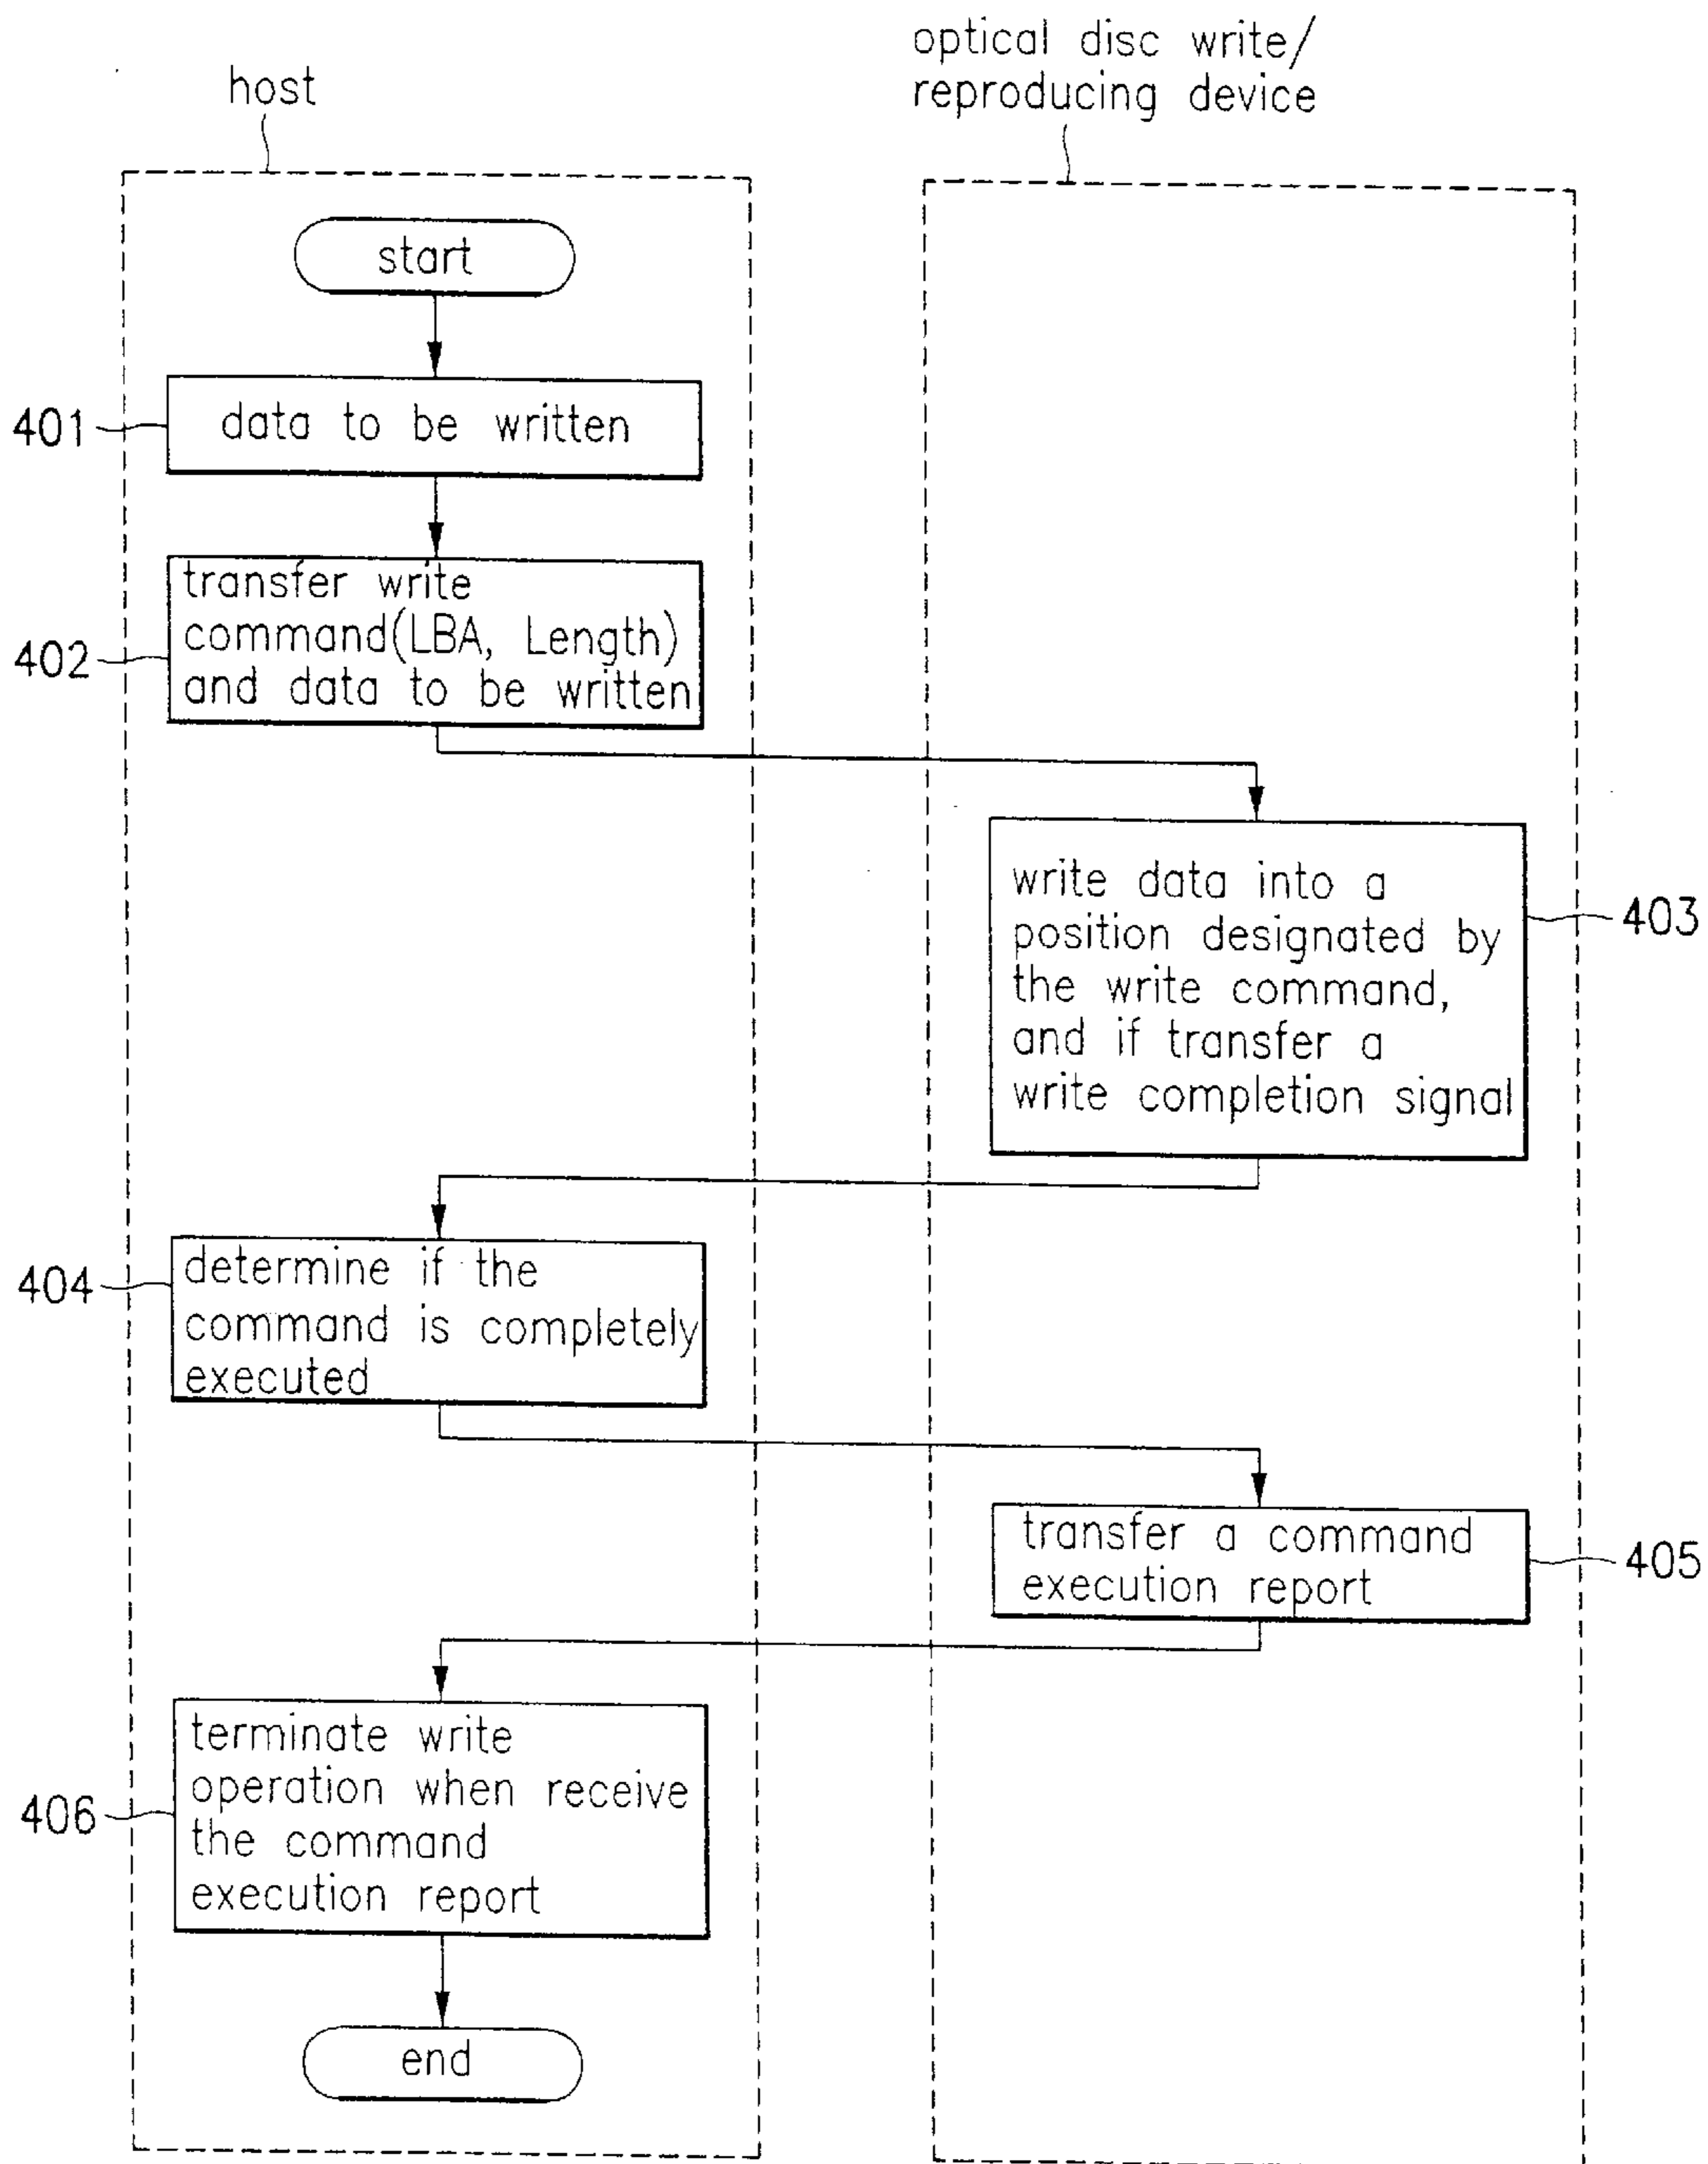 optical disc write/
reproducing device
host
start
401
data to be written
402
transfer write
command(LBA, Length)
and data to be written
403
write data into a
position designated by
the write command,
and if transfer a
write completion signal
404
determine if the
command is completely
executed
405
transfer a command
execution report
406
terminate write
operation when receive
the command
execution report
end